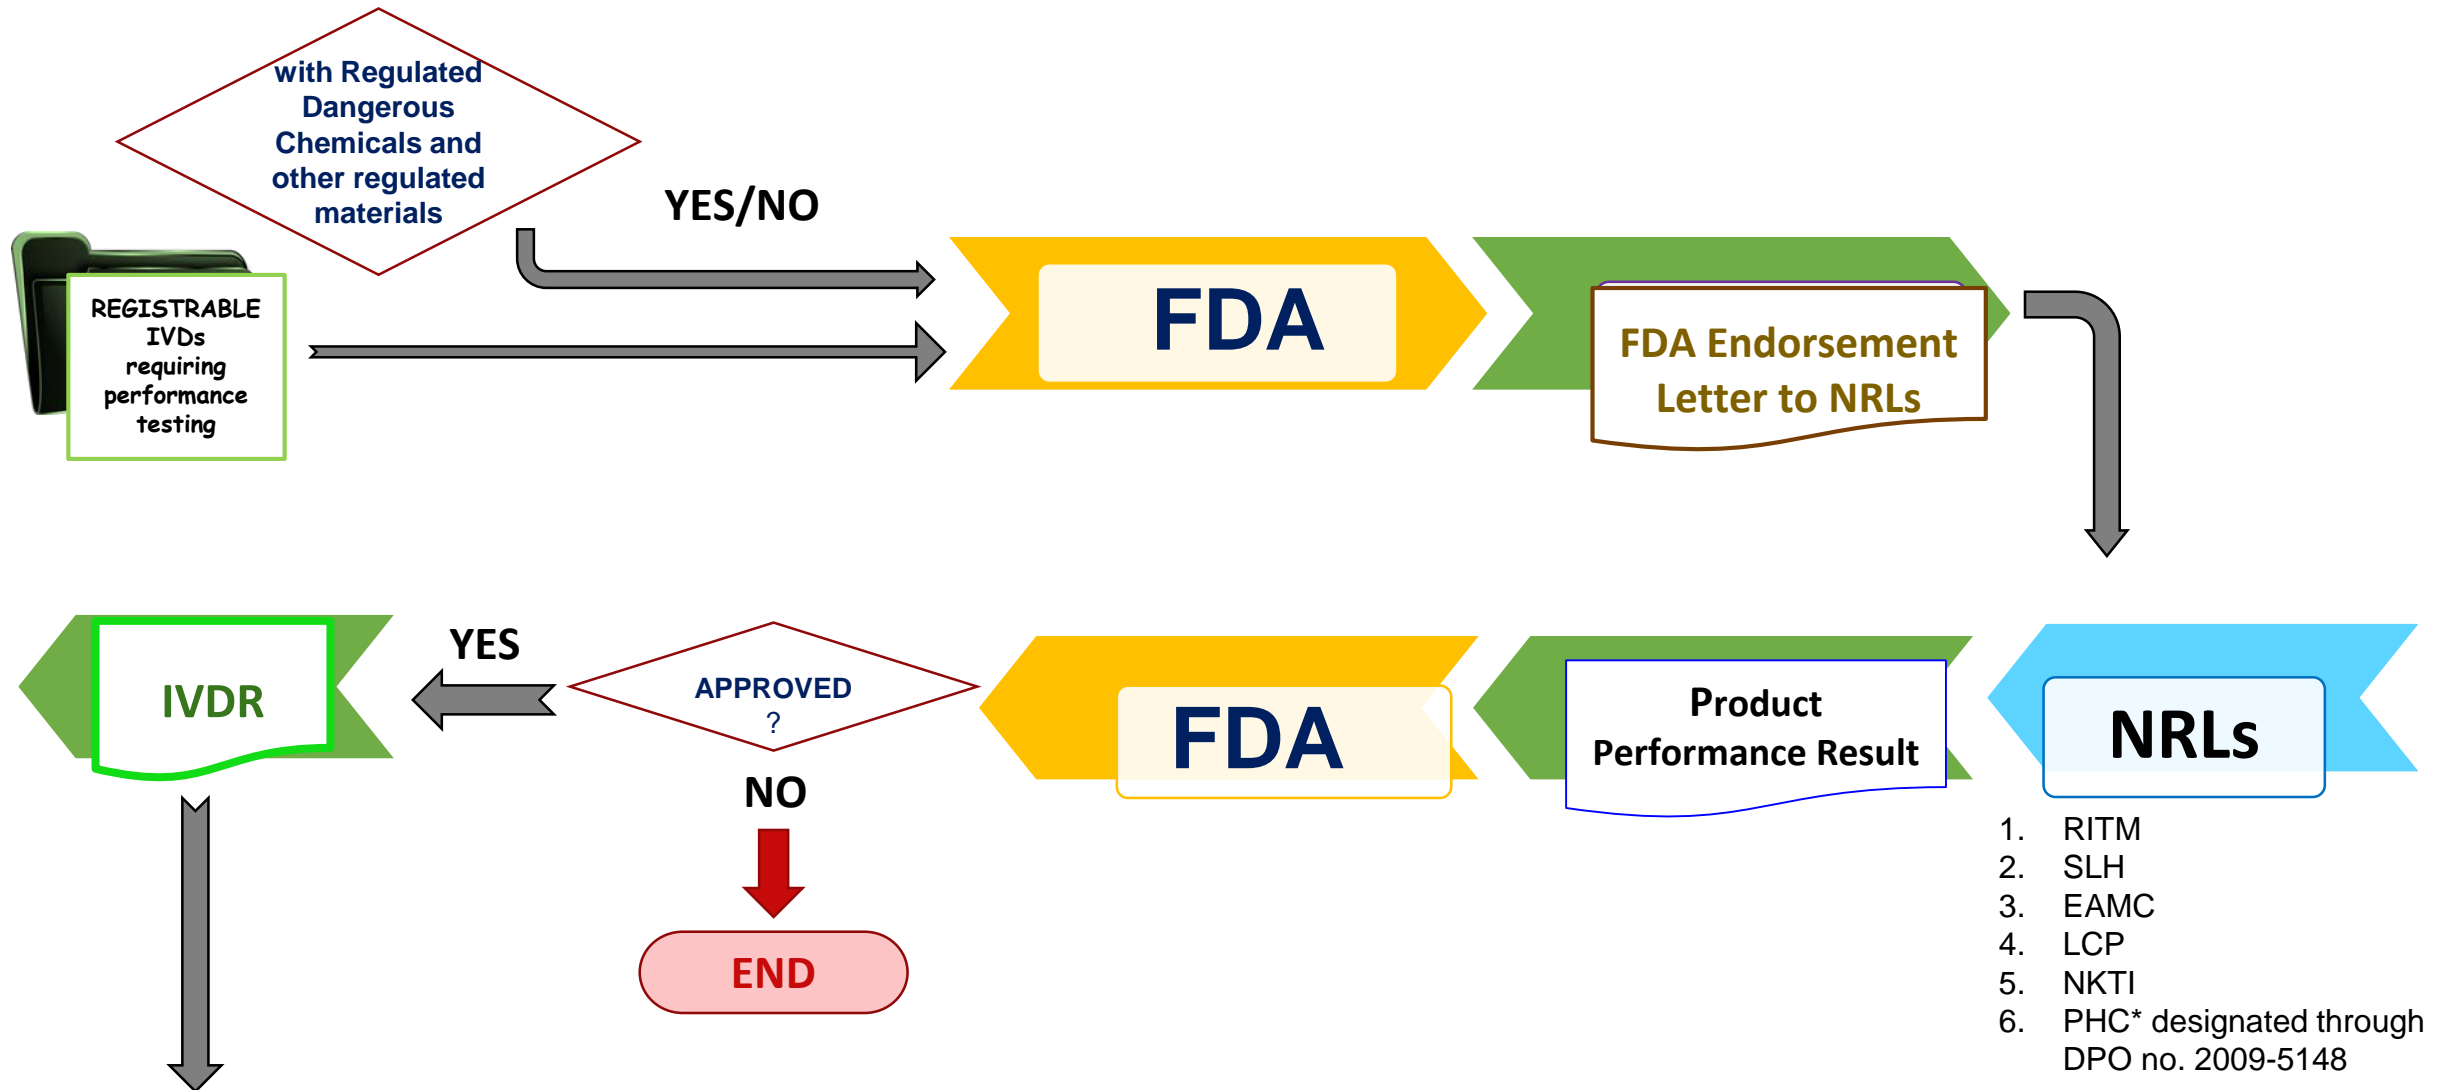 with Regulated
Dangerous
Chemicals and
other regulated
materials
YES/NO
REGISTRABLE
IVDs
requiring
performance
testing
FDA
FDA Endorsement
Letter to NRLs
IVDR
YES
APPROVED
?
NO
END
FDA
Product
Performance Result
NRLs
1. RITM
2. SLH
3. EAMC
4. LCP
5. NKTI
6. PHC* designated through
DPO no. 2009-5148